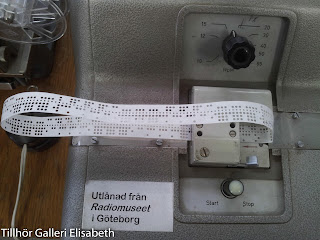 Utlånad från
Radiomuseet
i Göteborg
Start
Stop
Tillhör Galleri Elisabeth